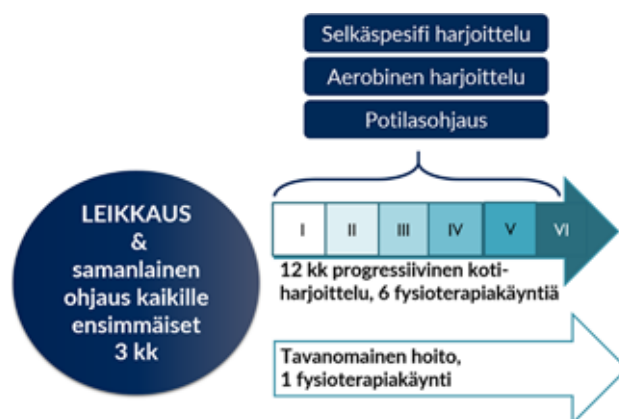 Selkäspesifi harjoittelu
Aerobinen harjoittelu
Potilasohjaus
LEIKKAUS
&
samanlainen
ohjaus kaikille
ensimmäiset
3 kk
I II III IV V VI
12 kk progressiivinen koti-
harjoittelu, 6 fysioterapiakäyntiä
Tavanomainen hoito,
1 fysioterapiakäynti